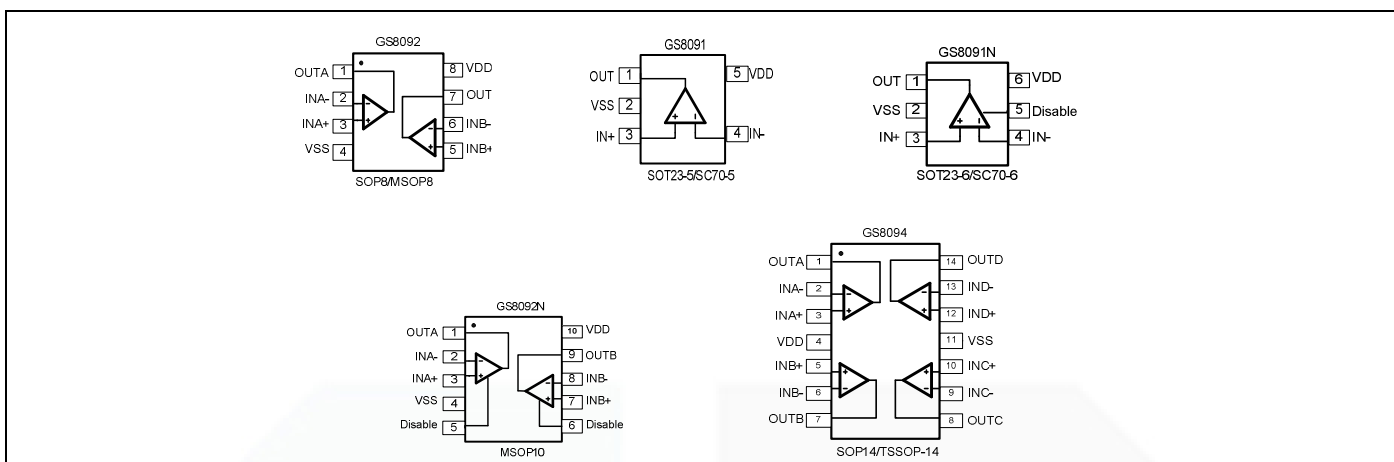 GS8092
OUTA 1
INA- 2
INA+ 3
VSS 4
8 VDD
7 OUT
6 INB-
5 INB+
SOP8/MSOP8
GS8091
OUT 1
VSS 2
IN+ 3
5 VDD
4 IN-
SOT23-5/SC70-5
GS8091N
OUT 1
VSS 2
IN+ 3
6 VDD
5 Disable
4 IN-
SOT23-6/SC70-6
GS8092N
OUTA 1
INA- 2
INA+ 3
VSS 4
Disable 5
10 VDD
9 OUTB
8 INB-
7 INB+
6 Disable
MSOP10
GS8094
OUTA 1
INA- 2
INA+ 3
VDD 4
INB+ 5
INB- 6
OUTB 7
14 OUTD
13 IND-
12 IND+
11 VSS
10 INC+
9 INC-
8 OUTC
SOP14/TSSOP-14